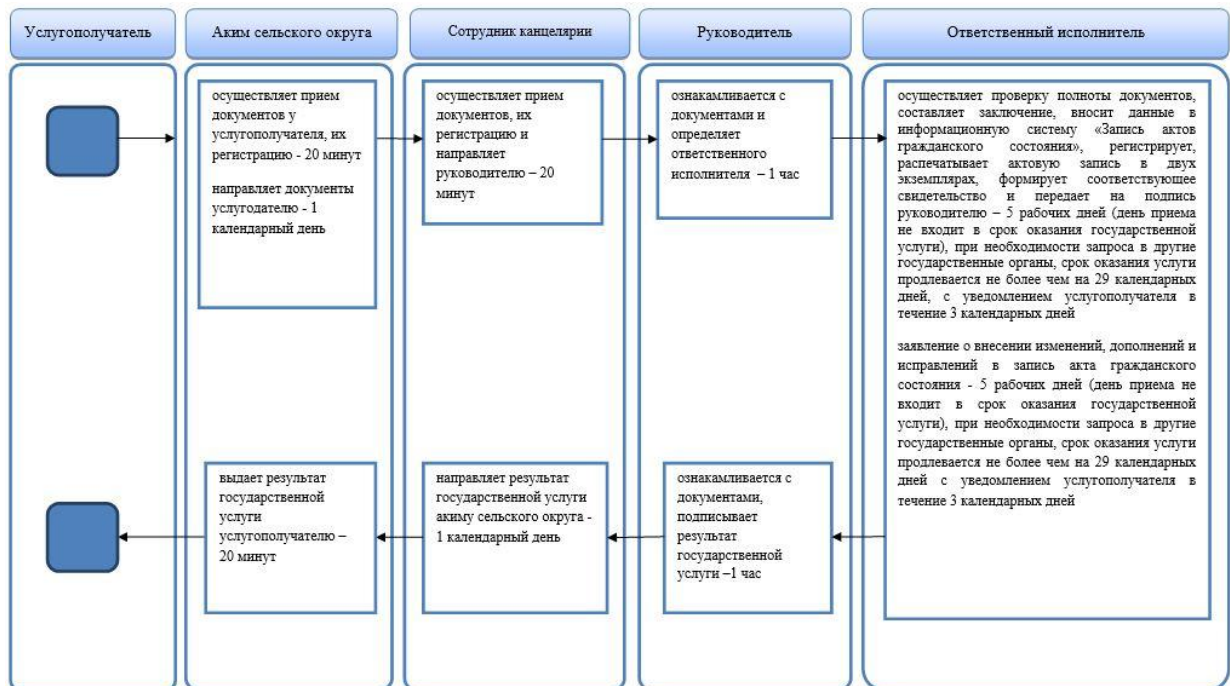 Услугополучатель
Аким сельского округа
Сотрудник канцелярии
Руководитель
Ответственный исполнитель
осуществляет прием
документов у
услугополучателя, их
регистрацию - 20 минут
направляет документы
услугодателю - 1
календарный день
осуществляет прием
документов, их
регистрацию и
направляет
руководителю – 20
минут
ознакамливается с
документами и
определяет
ответственного
исполнителя – 1 час
осуществляет проверку полноты документов,
составляет заключение, вносит данные в
информационную систему «Запись актов
гражданского состояния», регистрирует,
распечатывает актовую запись в двух
экземплярах, формирует соответствующее
свидетельство и передает на подпись
руководителю – 5 рабочих дней (день приема
не входит в срок оказания государственной
услуги), при необходимости запроса в другие
государственные органы, срок оказания услуги
продлевается не более чем на 29 календарных
дней, с уведомлением услугополучателя в
течение 3 календарных дней
заявление о внесении изменений, дополнений и
исправлений в запись акта гражданского
состояния - 5 рабочих дней (день приема не
входит в срок оказания государственной
услуги), при необходимости запроса в другие
государственные органы, срок оказания услуги
продлевается не более чем на 29 календарных
дней с уведомлением услугополучателя в
течение 3 календарных дней
выдает результат
государственной
услуги
услугополучателю –
20 минут
направляет результат
государственной услуги
акиму сельского округа -
1 календарный день
ознакамливается с
документами,
подписывает
результат
государственной
услуги –1 час